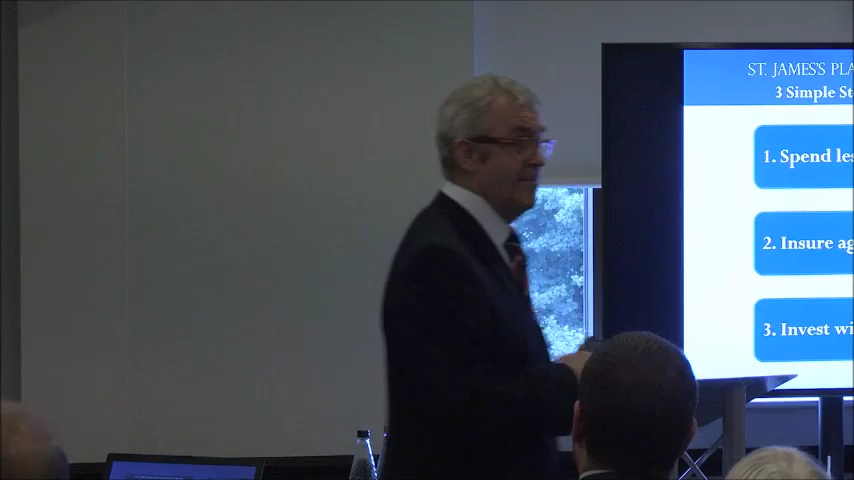 ST. JAMES'S PLA
3 Simple St
1. Spend les
2. Insure ag
3. Invest wi